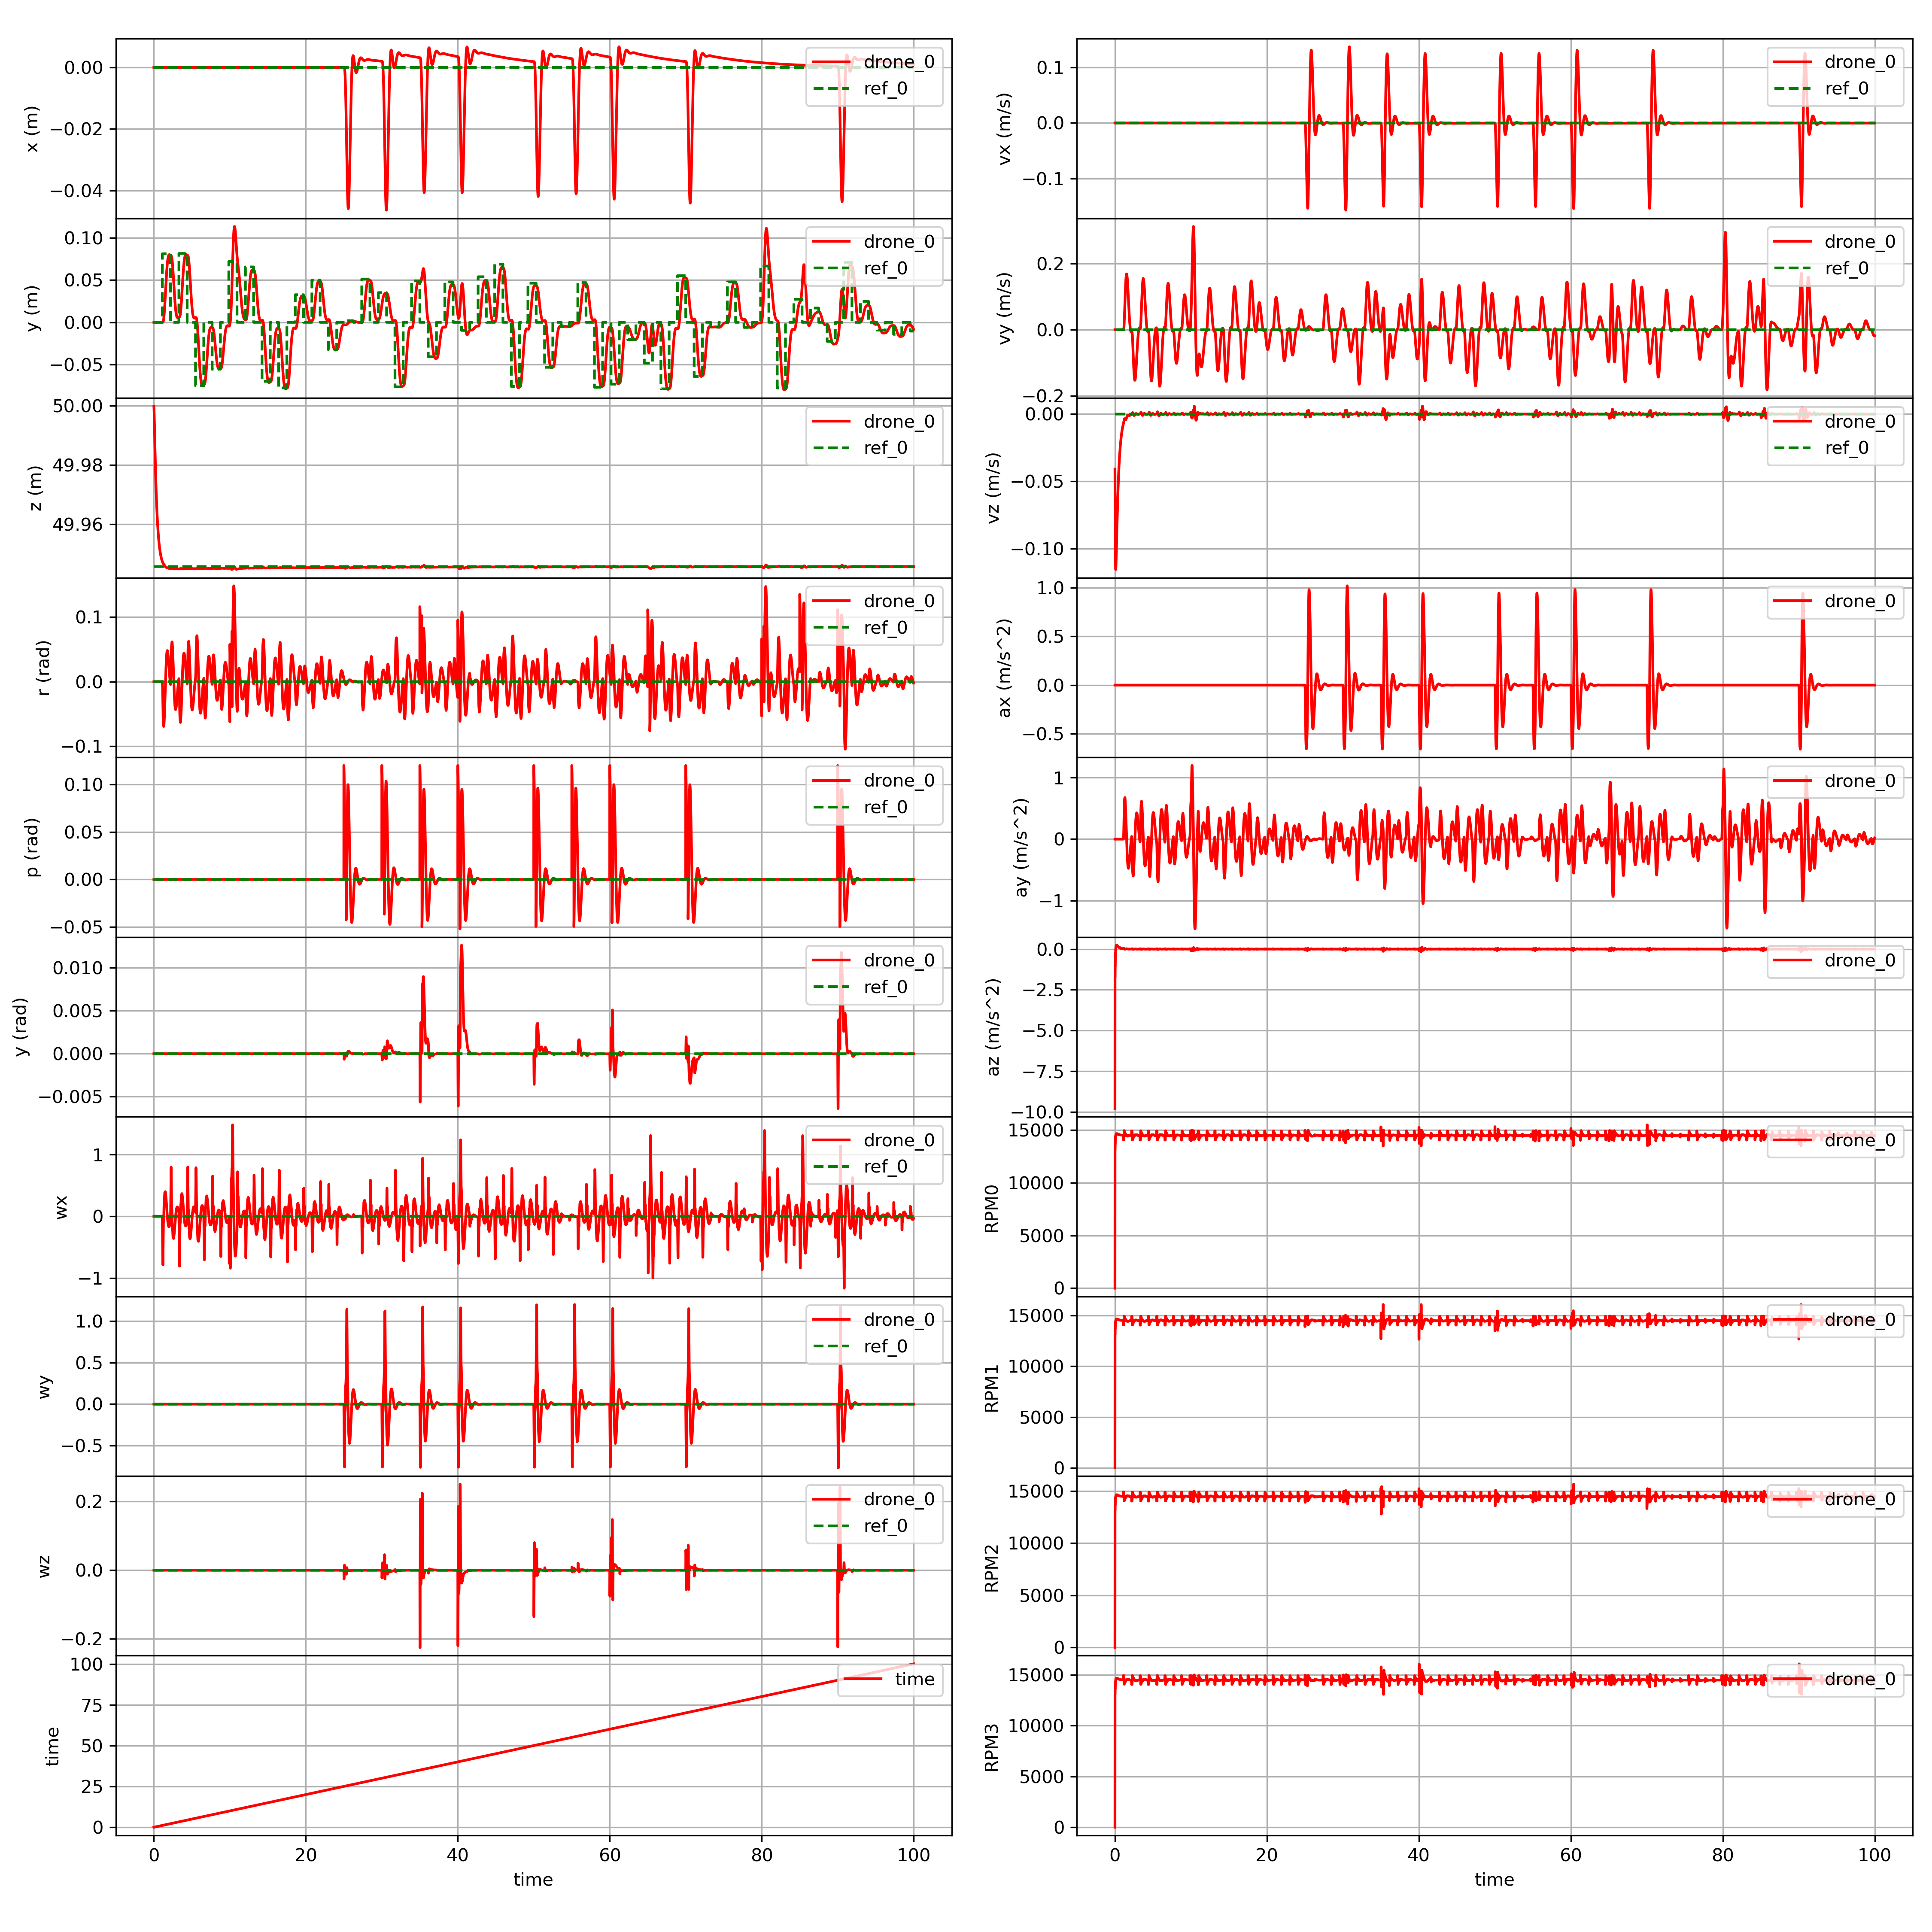 0.00
−0.02
−0.04
x (m)
drone_0
ref_0
0.10
0.05
0.00
−0.05
y (m)
drone_0
ref_0
50.00
49.98
49.96
z (m)
drone_0
ref_0
0.1
0.0
−0.1
r (rad)
drone_0
ref_0
0.10
0.05
0.00
−0.05
p (rad)
drone_0
ref_0
0.010
0.005
0.000
−0.005
y (rad)
drone_0
ref_0
1
0
−1
wx
drone_0
ref_0
1.0
0.5
0.0
−0.5
wy
drone_0
ref_0
0.2
0.0
−0.2
wz
drone_0
ref_0
100
75
50
25
0
time
time
0 20 40 60 80 100
time
0.1
0.0
−0.1
vx (m/s)
drone_0
ref_0
0.2
0.0
−0.2
vy (m/s)
drone_0
ref_0
0.00
−0.05
−0.10
vz (m/s)
drone_0
ref_0
1.0
0.5
0.0
−0.5
ax (m/s^2)
drone_0
1
0
−1
ay (m/s^2)
drone_0
0.0
−2.5
−5.0
−7.5
−10.0
az (m/s^2)
drone_0
15000
10000
5000
0
RPM0
drone_0
15000
10000
5000
0
RPM1
drone_0
15000
10000
5000
0
RPM2
drone_0
15000
10000
5000
0
RPM3
drone_0
0 20 40 60 80 100
time